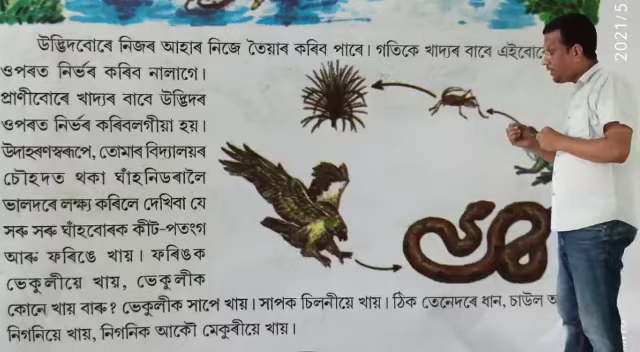 উদ্ভিদবোৰে নিজৰ আহাৰ নিজে তৈয়াৰ কৰিব পাৰে। গতিকে খাদ্যৰ বাবে এইবোৰে
ওপৰত নিৰ্ভৰ কৰিব নালাগে।
প্ৰাণীবোৰে খাদ্যৰ বাবে উদ্ভিদৰ
ওপৰত নিৰ্ভৰ কৰিবলগীয়া হয়।
উদাহৰণস্বৰূপে, তোমাৰ বিদ্যালয়ৰ
চৌহদত থকা ঘাঁহনিডৰালৈ
ভালদৰে লক্ষ্য কৰিলে দেখিবা যে
সৰু সৰু ঘাঁহবোৰক কীট-পতংগ
আৰু ফৰিঙে খায়। ফৰিঙক
ভেকুলীয়ে খায়, ভেকুলীক
কোনে খায় বাৰু? ভেকুলীক সাপে খায়। সাপক চিলনীয়ে খায়। ঠিক তেনেদৰে ধান, চাউল
নিগনিয়ে খায়, নিগনিক আকৌ মেকুৰীয়ে খায়।
2021/5